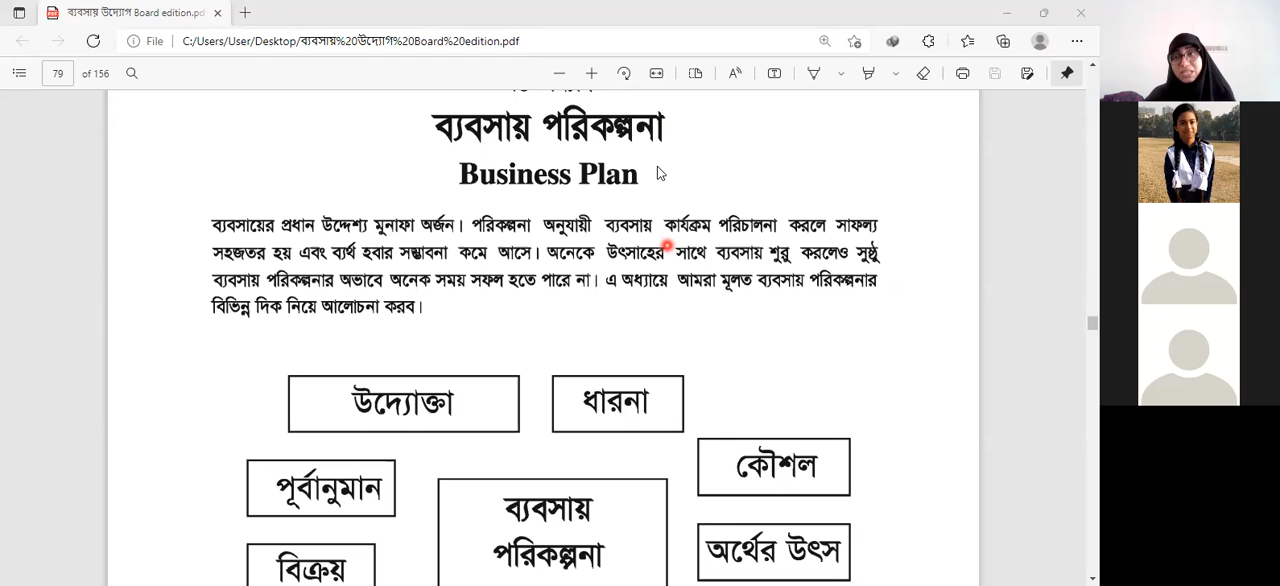 ব্যবসায় উদ্যোগ Board edition.pd
File C:/Users/User/Desktop/ব্যবসায়%20উদ্যোগ%20Board%20edition.pdf
79 of 156
ব্যবসায় পরিকল্পনা
Business Plan
ব্যবসায়ের প্রধান উদ্দেশ্য মুনাফা অর্জন। পরিকল্পনা অনুযায়ী ব্যবসায় কার্যক্রম পরিচালনা করলে সাফল্য
সহজতর হয় এবং ব্যর্থ হবার সম্ভাবনা কমে আসে। অনেকে উৎসাহের সাথে ব্যবসায় শুরু করলেও সুষ্ঠু
ব্যবসায় পরিকল্পনার অভাবে অনেক সময় সফল হতে পারে না। এ অধ্যায়ে আমরা মূলত ব্যবসায় পরিকল্পনার
বিভিন্ন দিক নিয়ে আলোচনা করব।
উদ্যোক্তা
ধারনা
কৌশল
পূর্বানুমান
ব্যবসায়
পরিকল্পনা
অর্থের উৎস
বিক্রয়